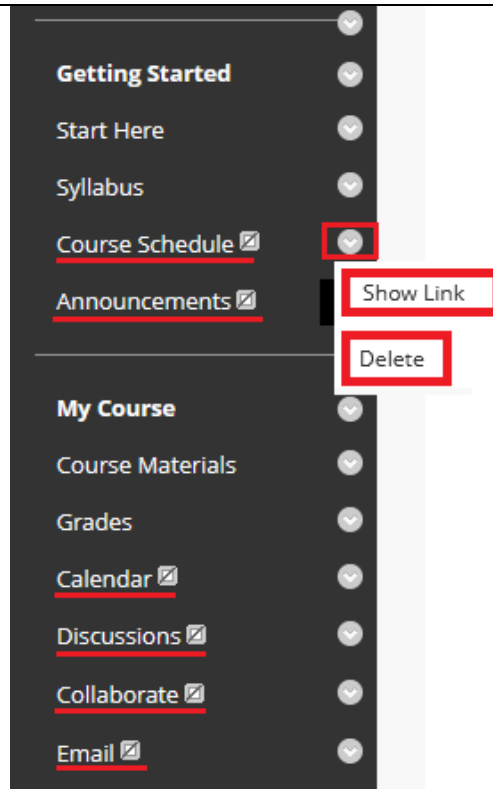 Getting Started
Start Here
Syllabus
Course Schedule
Show Link
Announcements
Delete
My Course
Course Materials
Grades
Calendar
Discussions
Collaborate
Email